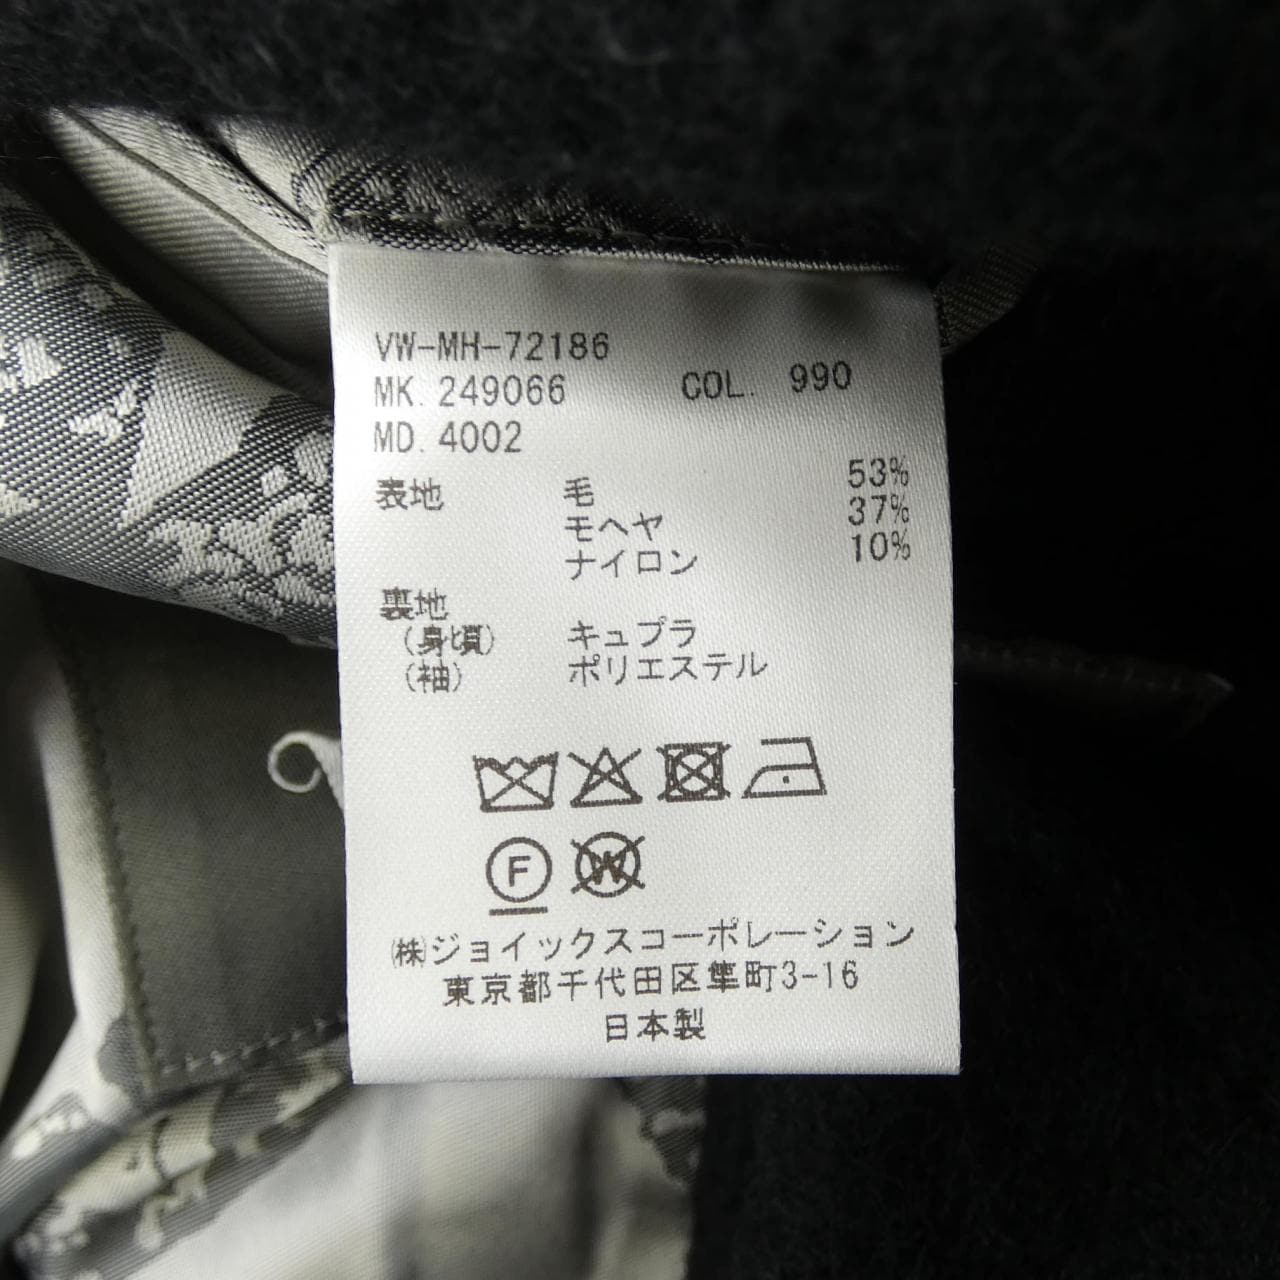 VW-MH-72186
MK. 249066 COL. 990
MD. 4002
表地 毛 53%
モヘヤ 37%
ナイロン 10%
裏地
(身頃) キュプラ
(袖) ポリエステル
F W
㈱ジョイックスコーポレーション
東京都千代田区隼町3-16
日本製